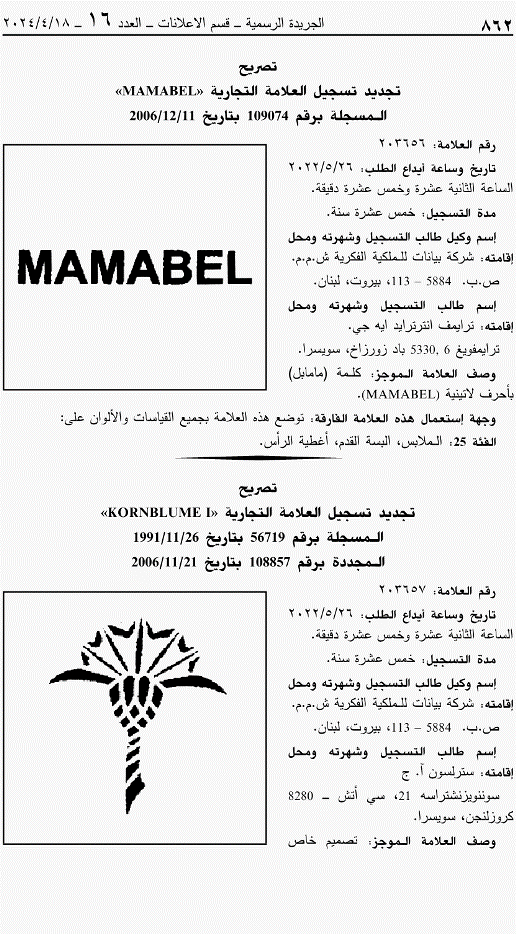 ٨٦٢ الجريدة الرسمية ـ قسم الاعلانات ـ العدد ١٦ ـ ٢٠٢٤/٤/١٨
تصريح
تجديد تسجيل العلامة التجارية «MAMABEL»
المسجلة برقم 109074 بتاريخ 2006/12/11
رقم العلامة: ٢٠٣٦٥٦
تاريخ وساعة أيداع الطلب: ٢٠٢٢/٥/٢٦
الساعة الثانية عشرة وخمس عشرة دقيقة.
مدة التسجيل: خمس عشرة سنة.
إسم وكيل طالب التسجيل وشهرته ومحل
إقامته: شركة بيانات للملكية الفكرية ش.م.م.
ص.ب. 5884 – 113، بيروت، لبنان.
إسم طالب التسجيل وشهرته ومحل
إقامته: ترايمف انترنرايد ايه جي.
ترايمفويغ 6 ,5330 باد زورزاخ، سويسرا.
وصف العلامة الموجز: كلمة (مامابل)
بأحرف لاتينية (MAMABEL).
MAMABEL
وجهة إستعمال هذه العلامة الفارقة: توضع هذه العلامة بجميع القياسات والألوان على:
الفئة 25: الملابس، البسة القدم، أغطية الرأس.
تصريح
تجديد تسجيل العلامة التجارية «KORNBLUME I»
المسجلة برقم 56719 بتاريخ 1991/11/26
المجددة برقم 108857 بتاريخ 2006/11/21
رقم العلامة: ٢٠٣٦٥٧
تاريخ وساعة أيداع الطلب: ٢٠٢٢/٥/٢٦
الساعة الثانية عشرة وخمس عشرة دقيقة.
مدة التسجيل: خمس عشرة سنة.
إسم وكيل طالب التسجيل وشهرته ومحل
إقامته: شركة بيانات للملكية الفكرية ش.م.م.
ص.ب. 5884 – 113، بيروت، لبنان.
إسم طالب التسجيل وشهرته ومحل
إقامته: سترلسون آ. ج
سوننويزنشتراسه 21، سي أتش ـ 8280
كروزلنجن، سويسرا.
وصف العلامة الموجز: تصميم خاص